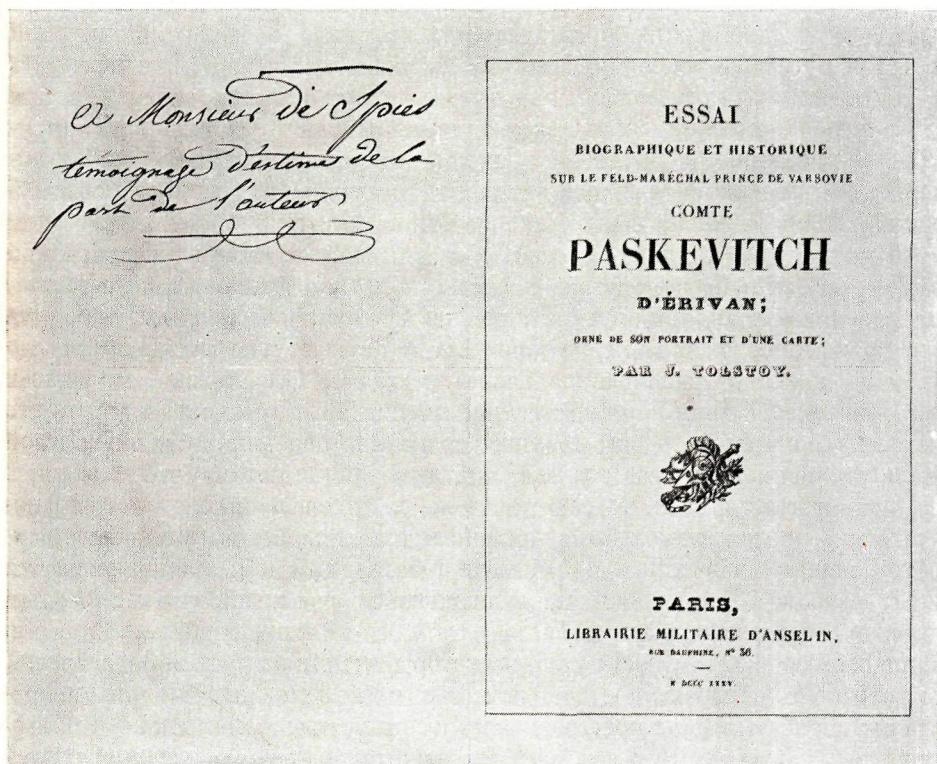 A Monsieur de Spies
témoignage d'estime de la
part de l'auteur
ESSAI
BIOGRAPHIQUE ET HISTORIQUE
SUR LE FELD-MARÉCHAL PRINCE DE VARSOVIE
COMTE
PASKEVITCH
D'ÉRIVAN;
ORNÉ DE SON PORTRAIT ET D'UNE CARTE;
PAR J. TOLSTOY.
PARIS,
LIBRAIRIE MILITAIRE D'ANSELIN,
RUE DAUPHINE, Nº 36.
M DCCC XXXV.